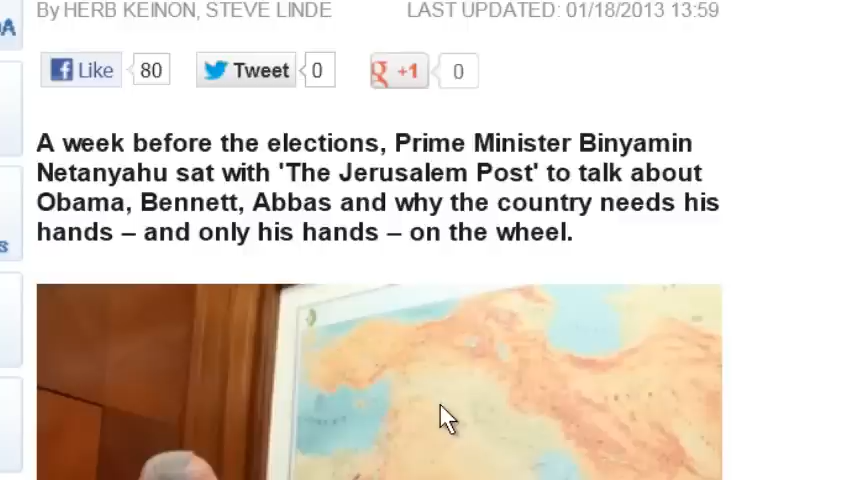 By HERB KEINON, STEVE LINDE LAST UPDATED: 01/18/2013 13:59
Like 80 Tweet 0 +1 0
A week before the elections, Prime Minister Binyamin
Netanyahu sat with 'The Jerusalem Post' to talk about
Obama, Bennett, Abbas and why the country needs his
hands – and only his hands – on the wheel.